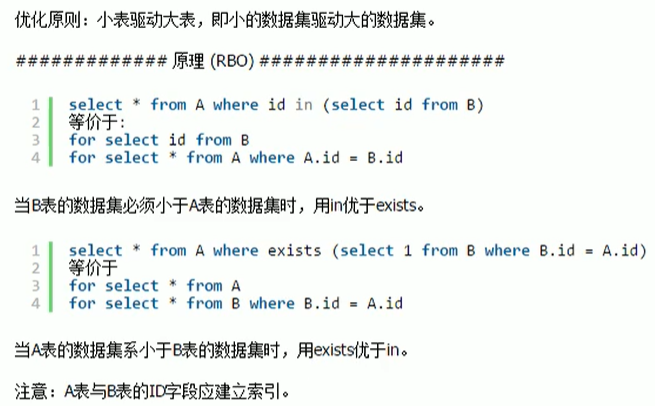 优化原则：小表驱动大表，即小的数据集驱动大的数据集。
############# 原理 (RBO) #####################
1 select * from A where id in (select id from B)
2 等价于:
3 for select id from B
4 for select * from A where A.id = B.id
当B表的数据集必须小于A表的数据集时，用in优于exists。
1 select * from A where exists (select 1 from B where B.id = A.id)
2 等价于
3 for select * from A
4 for select * from B where B.id = A.id
当A表的数据集系小于B表的数据集时，用exists优于in。
注意：A表与B表的ID字段应建立索引。